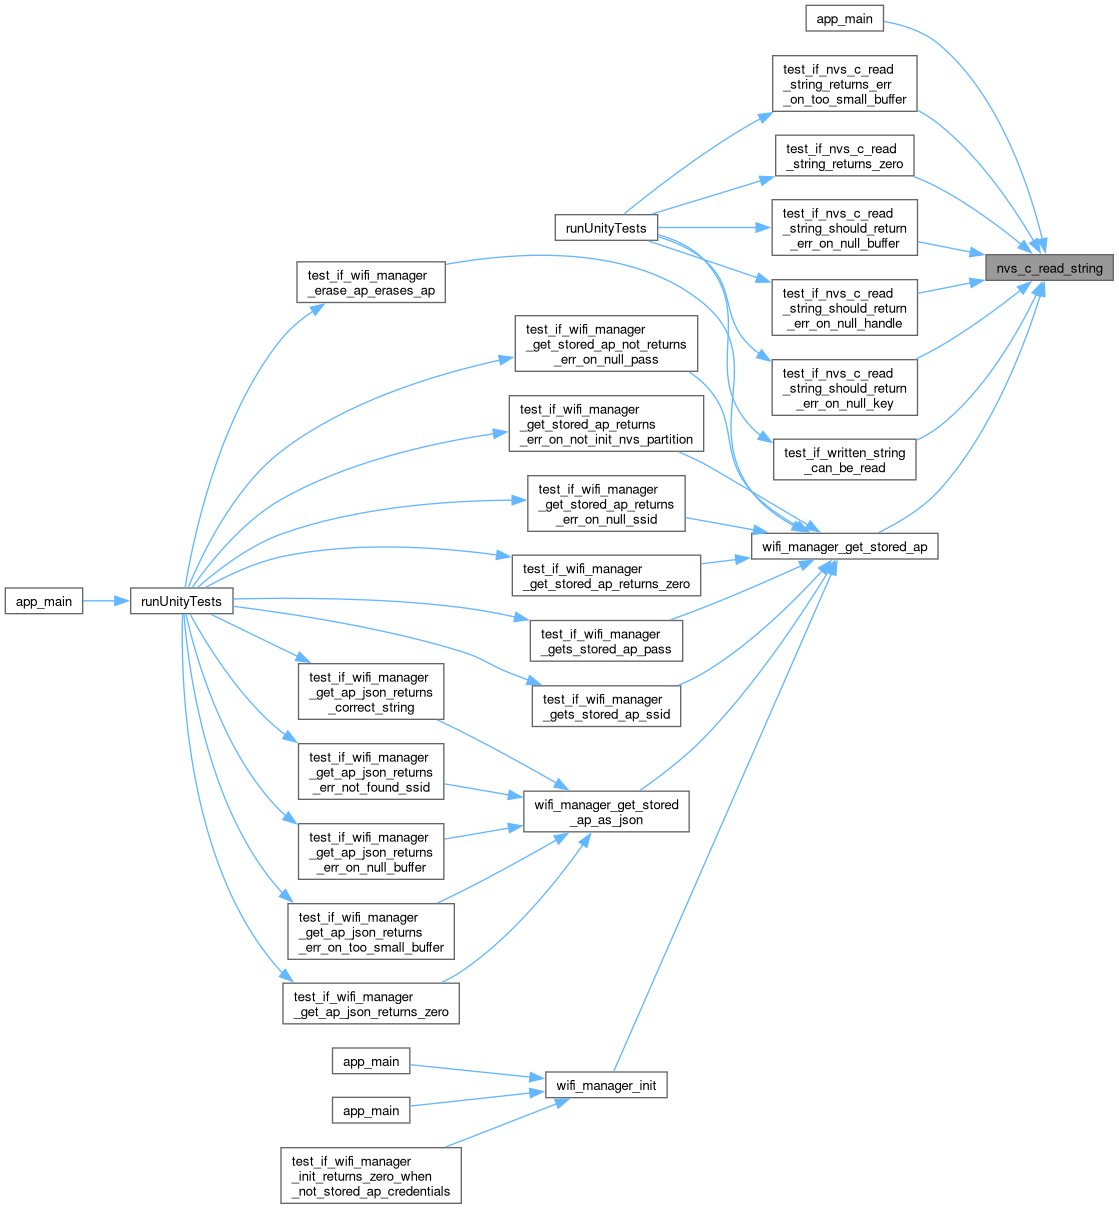 app_main
test_if_nvs_c_read
_string_returns_err
_on_too_small_buffer
test_if_nvs_c_read
_string_returns_zero
test_if_nvs_c_read
_string_should_return
_err_on_null_buffer
runUnityTests
nvs_c_read_string
test_if_wifi_manager
_erase_ap_erases_ap
test_if_nvs_c_read
_string_should_return
_err_on_null_handle
test_if_wifi_manager
_get_stored_ap_not_returns
_err_on_null_pass
test_if_nvs_c_read
_string_should_return
_err_on_null_key
test_if_wifi_manager
_get_stored_ap_returns
_err_on_not_init_nvs_partition
test_if_written_string
_can_be_read
test_if_wifi_manager
_get_stored_ap_returns
_err_on_null_ssid
wifi_manager_get_stored_ap
test_if_wifi_manager
_get_stored_ap_returns_zero
app_main
runUnityTests
test_if_wifi_manager
_gets_stored_ap_pass
test_if_wifi_manager
_get_ap_json_returns
_correct_string
test_if_wifi_manager
_gets_stored_ap_ssid
test_if_wifi_manager
_get_ap_json_returns
_err_not_found_ssid
wifi_manager_get_stored
_ap_as_json
test_if_wifi_manager
_get_ap_json_returns
_err_on_null_buffer
test_if_wifi_manager
_get_ap_json_returns
_err_on_too_small_buffer
test_if_wifi_manager
_get_ap_json_returns_zero
app_main
wifi_manager_init
app_main
test_if_wifi_manager
_init_returns_zero_when
_not_stored_ap_credentials